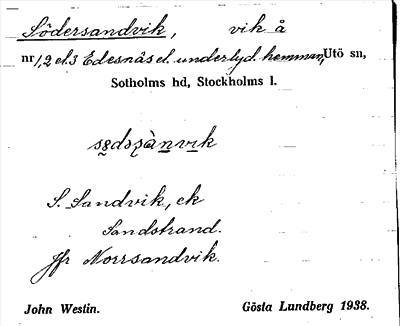 Södersandvik, vik å
nr 1, 2 el. 3 Edesnäs el. underlyd. hemman, Utö sn,
Sotholms hd, Stockholms l.
S. Sandvik, ek
Sandstrand.
Jfr Norrsandvik.
John Westin. Gösta Lundberg 1938.